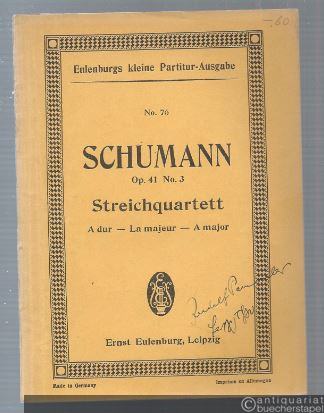 -.60
Eulenburgs kleine Partitur-Ausgabe
No. 76
SCHUMANN
Op. 41 No. 3
Streichquartett
A dur — La majeur — A major
Rudolf
Ernst Eulenburg, Leipzig
Made in Germany
Imprimé en Allemagne
antiquariat
buecherstapel